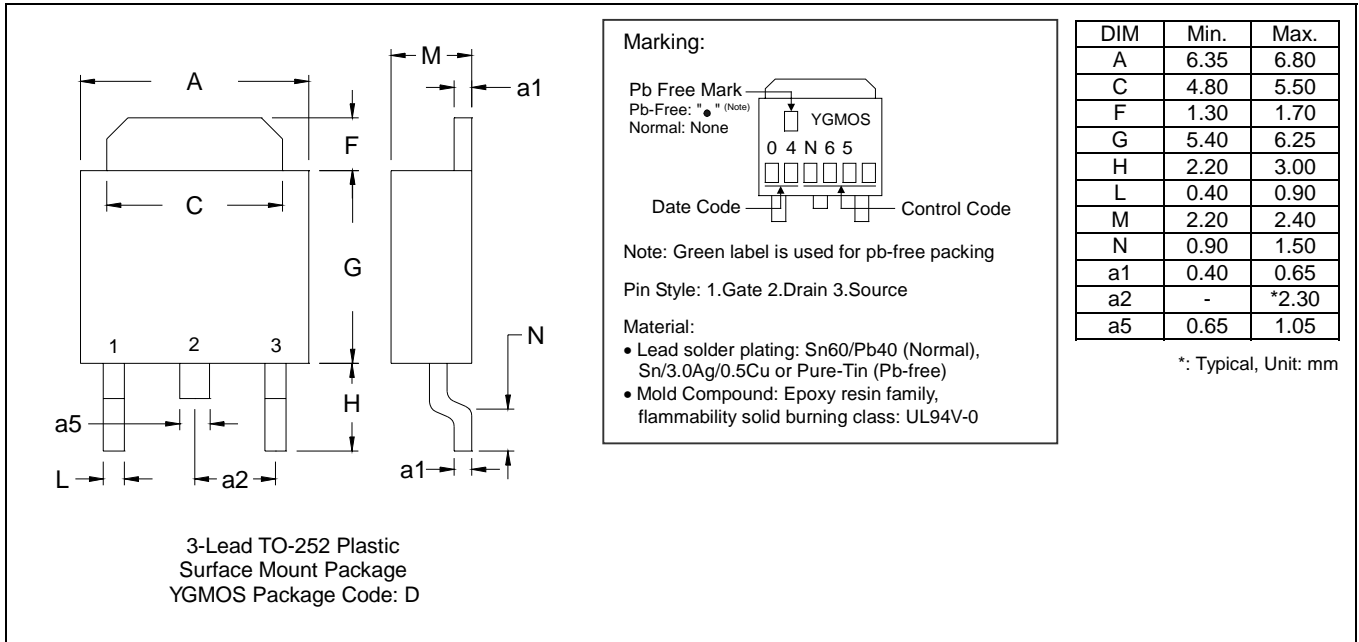 A
M
a1
F
C
G
1
2
3
N
H
a5
a1
L
a2
3-Lead TO-252 Plastic
Surface Mount Package
YGMOS Package Code: D
Marking:
Pb Free Mark
Pb-Free: "●" (Note)
Normal: None
YGMOS
0 4 N 6 5
Date Code
Control Code
Note: Green label is used for pb-free packing
Pin Style: 1.Gate 2.Drain 3.Source
Material:
• Lead solder plating: Sn60/Pb40 (Normal),
Sn/3.0Ag/0.5Cu or Pure-Tin (Pb-free)
• Mold Compound: Epoxy resin family,
flammability solid burning class: UL94V-0
DIM Min. Max.
A 6.35 6.80
C 4.80 5.50
F 1.30 1.70
G 5.40 6.25
H 2.20 3.00
L 0.40 0.90
M 2.20 2.40
N 0.90 1.50
a1 0.40 0.65
a2 - *2.30
a5 0.65 1.05
*: Typical, Unit: mm